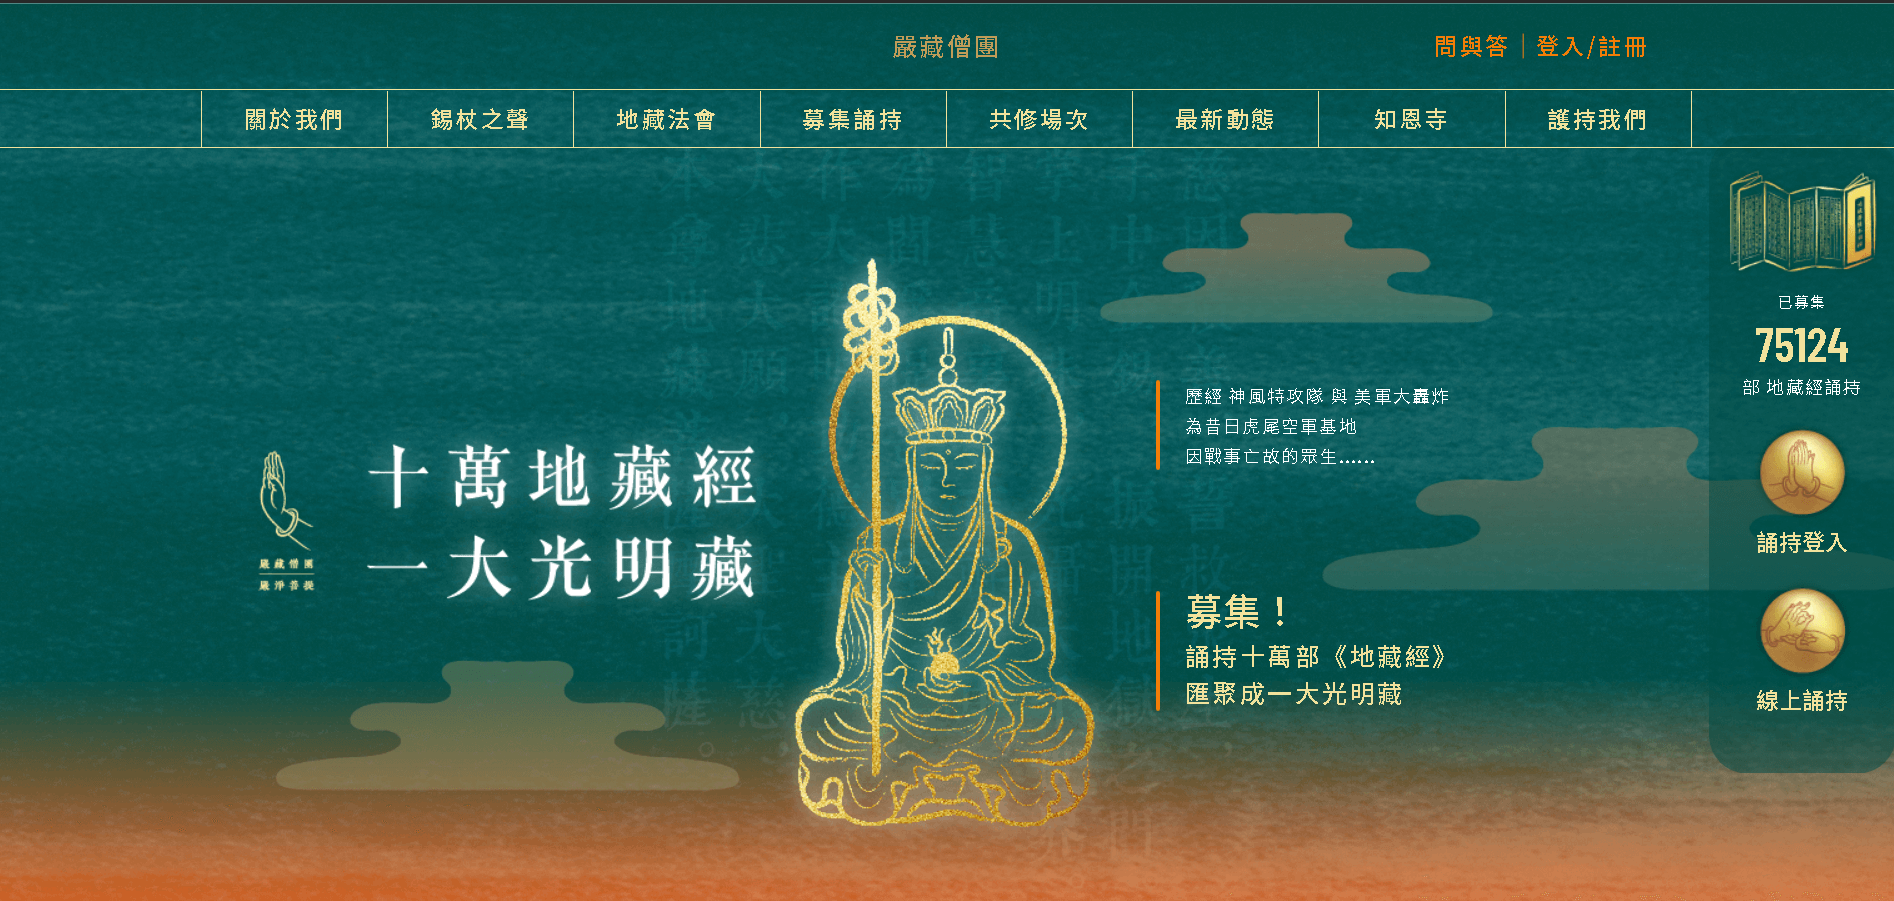 嚴藏僧團
問與答｜登入/註冊
關於我們 錫杖之聲 地藏法會 募集誦持 共修場次 最新動態 知恩寺 護持我們
十萬地藏經
一大光明藏
嚴藏僧團
嚴淨菩提
歷經 神風特攻隊 與 美軍大轟炸
為昔日虎尾空軍基地
因戰事亡故的眾生......
募集！
誦持十萬部《地藏經》
匯聚成一大光明藏
已募集
75124
部 地藏經誦持
誦持登入
線上誦持